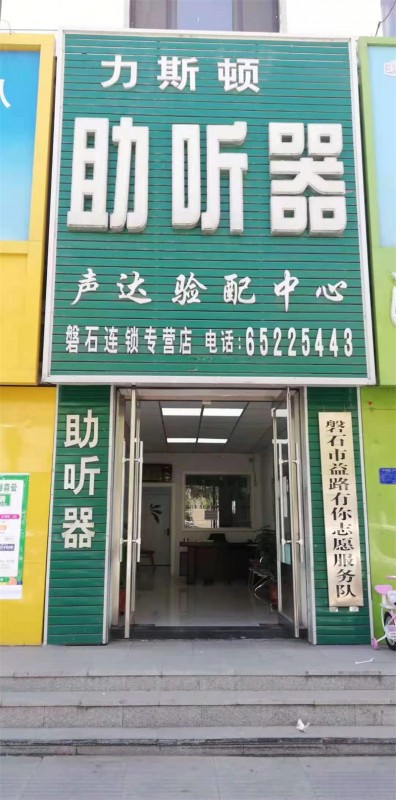 力斯顿
助听器
声达验配中心
磐石连锁专营店 电话:65225443
助听器
磐石市益路有你志愿服务队